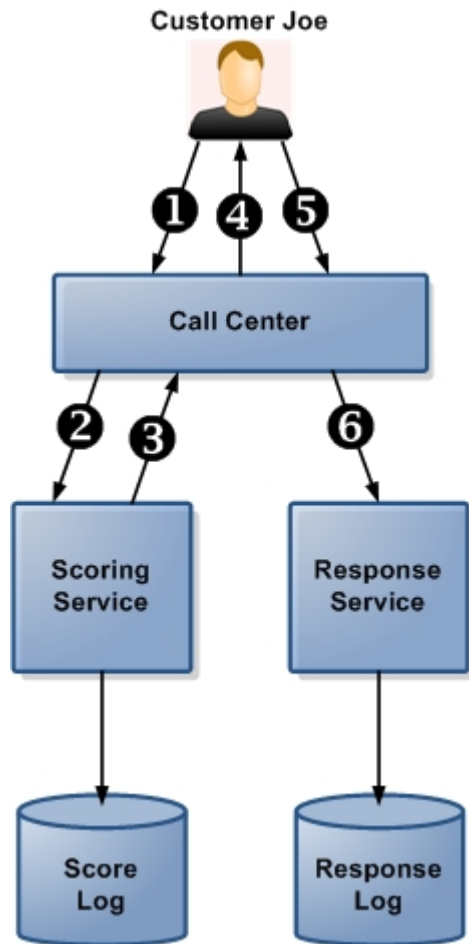 Customer Joe
1
4
5
Call Center
2
3
6
Scoring
Service
Response
Service
Score
Log
Response
Log